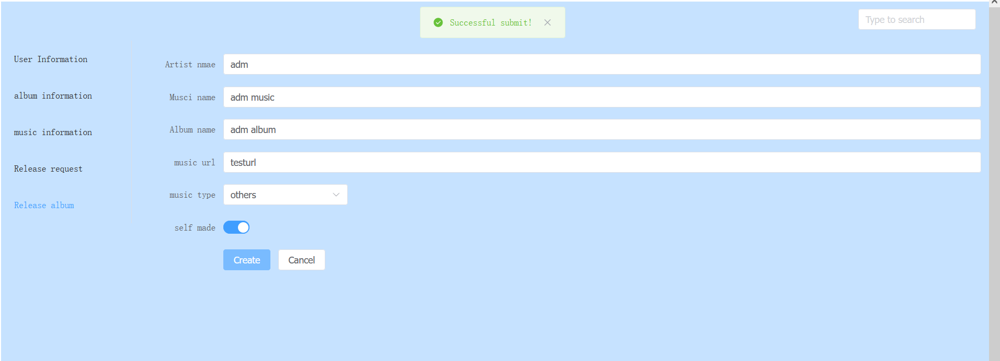 Successful submit!
Type to search
User Information
album information
music information
Release request
Release album
Artist nmae
adm
Musci name
adm music
Album name
adm album
music url
testurl
music type
others
self made
Create
Cancel